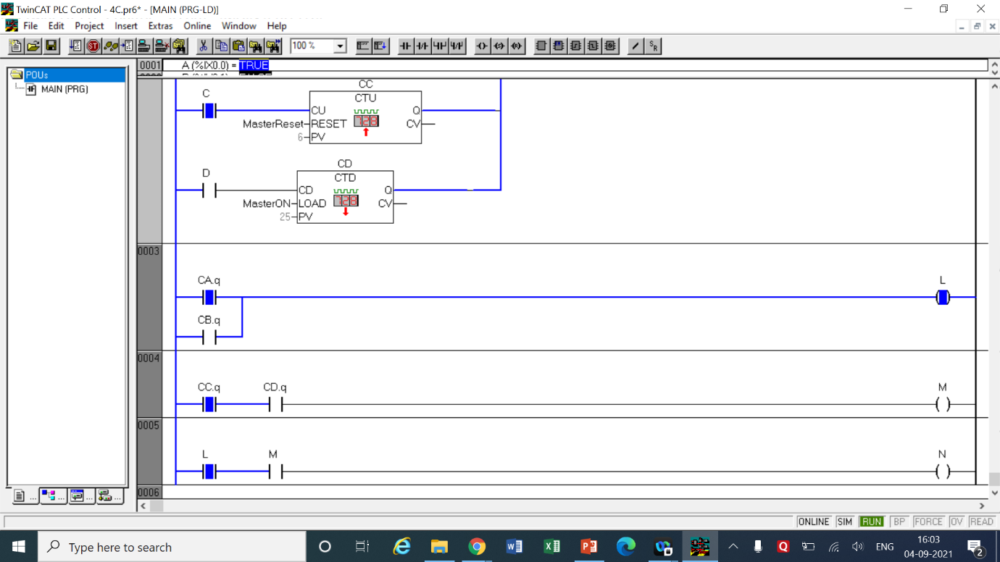 TwinCAT PLC Control - 4C.pr6* - [MAIN (PRG-LD)]
File Edit Project Insert Extras Online Window Help
100 %
POUs
MAIN (PRG)
0001 A (%IX0.0) = TRUE
CC
C CTU
CU Q
MasterReset RESET CV
6 PV
CD
D CTD
CD Q
MasterON LOAD CV
25 PV
0003
CA.q L
CB.q
0004
CC.q CD.q M
0005
L M N
0006
ONLINE SIM RUN BP FORCE OV READ
Type here to search
ENG
16:03
04-09-2021
2